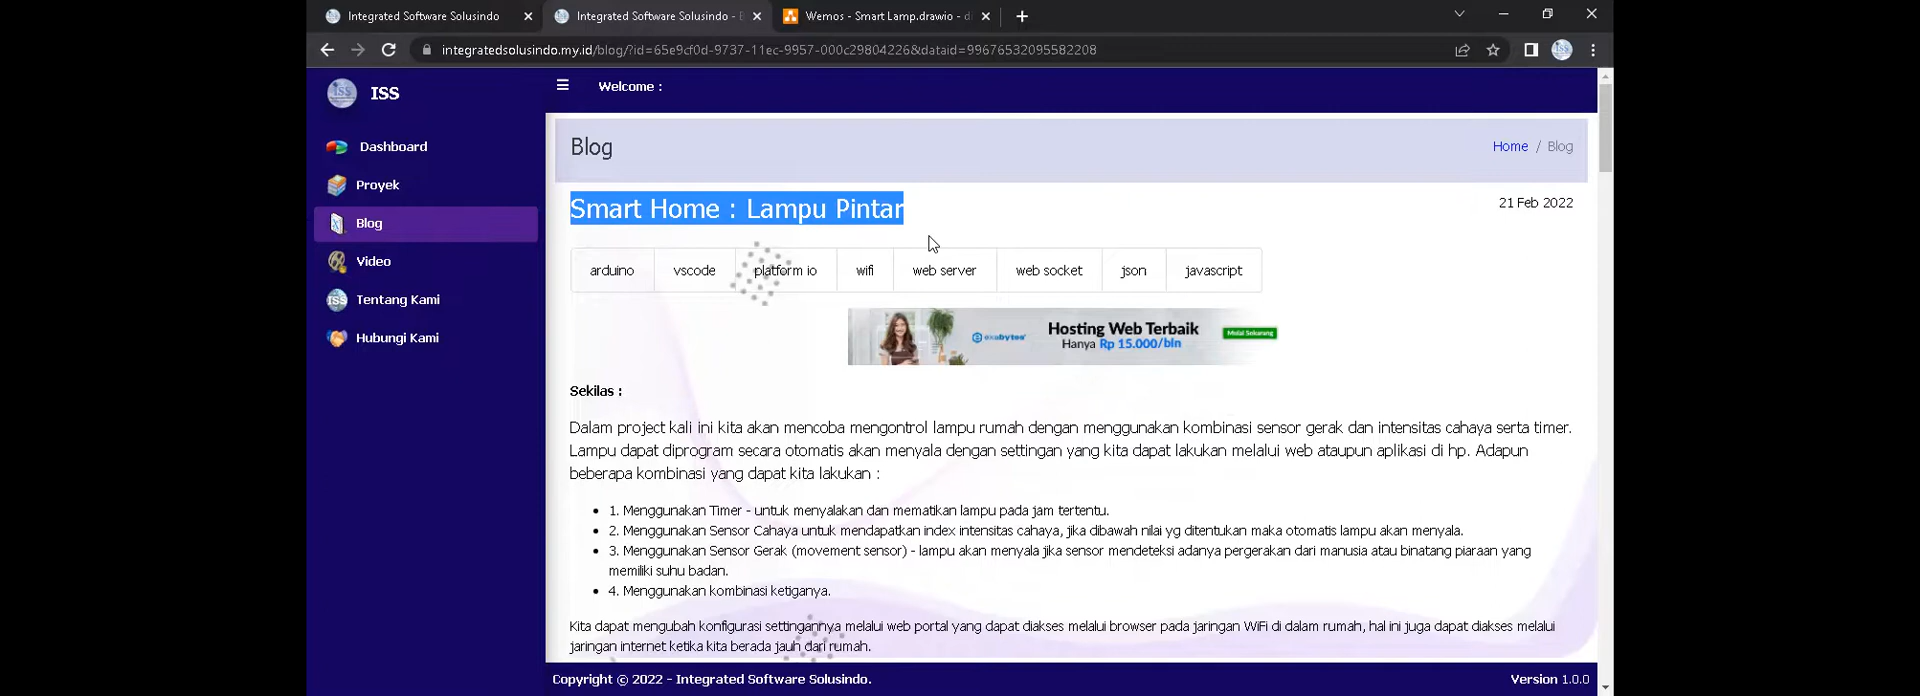 Integrated Software Solusindo
Integrated Software Solusindo - B
Wemos - Smart Lamp.drawio - d
integratedsolusindo.my.id/blog/?id=65e9cf0d-9737-11ec-9957-000c29804226&dataid=99676532095582208
ISS
Welcome :
Dashboard
Proyek
Blog
Video
Tentang Kami
Hubungi Kami
Blog
Home / Blog
Smart Home : Lampu Pintar
21 Feb 2022
arduino
vscode
platform io
wifi
web server
web socket
json
javascript
exabytes
Hosting Web Terbaik
Hanya Rp 15.000/bln
Mulai Sekarang
Sekilas :
Dalam project kali ini kita akan mencoba mengontrol lampu rumah dengan menggunakan kombinasi sensor gerak dan intensitas cahaya serta timer.
Lampu dapat diprogram secara otomatis akan menyala dengan settingan yang kita dapat lakukan melalui web ataupun aplikasi di hp. Adapun
beberapa kombinasi yang dapat kita lakukan :
• 1. Menggunakan Timer - untuk menyalakan dan mematikan lampu pada jam tertentu.
• 2. Menggunakan Sensor Cahaya untuk mendapatkan index intensitas cahaya, jika dibawah nilai yg ditentukan maka otomatis lampu akan menyala.
• 3. Menggunakan Sensor Gerak (movement sensor) - lampu akan menyala jika sensor mendeteksi adanya pergerakan dari manusia atau binatang piaraan yang
memiliki suhu badan.
• 4. Menggunakan kombinasi ketiganya.
Kita dapat mengubah konfigurasi settingannya melalui web portal yang dapat diakses melalui browser pada jaringan WiFi di dalam rumah, hal ini juga dapat diakses melalui
jaringan internet ketika kita berada jauh dari rumah.
Copyright © 2022 - Integrated Software Solusindo.
Version 1.0.0